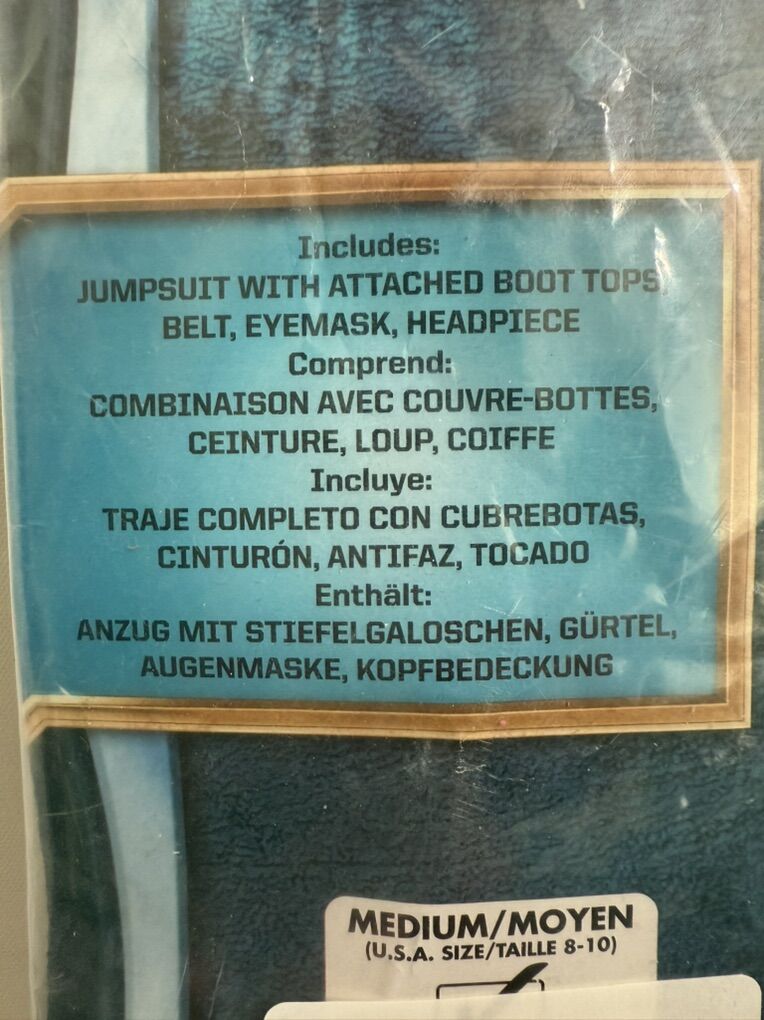 Includes:
JUMPSUIT WITH ATTACHED BOOT TOPS,
BELT, EYEMASK, HEADPIECE
Comprend:
COMBINAISON AVEC COUVRE-BOTTES,
CEINTURE, LOUP, COIFFE
Incluye:
TRAJE COMPLETO CON CUBREBOTAS,
CINTURÓN, ANTIFAZ, TOCADO
Enthält:
ANZUG MIT STIEFELGALOSCHEN, GÜRTEL,
AUGENMASKE, KOPFBEDECKUNG
MEDIUM/MOYEN
(U.S.A. SIZE/TAILLE 8-10)